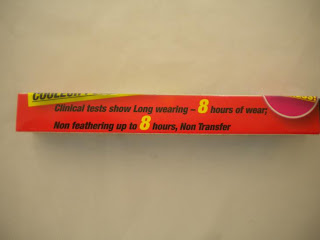 Clinical tests show Long wearing – 8 hours of wear;
Non feathering up to 8 hours, Non Transfer